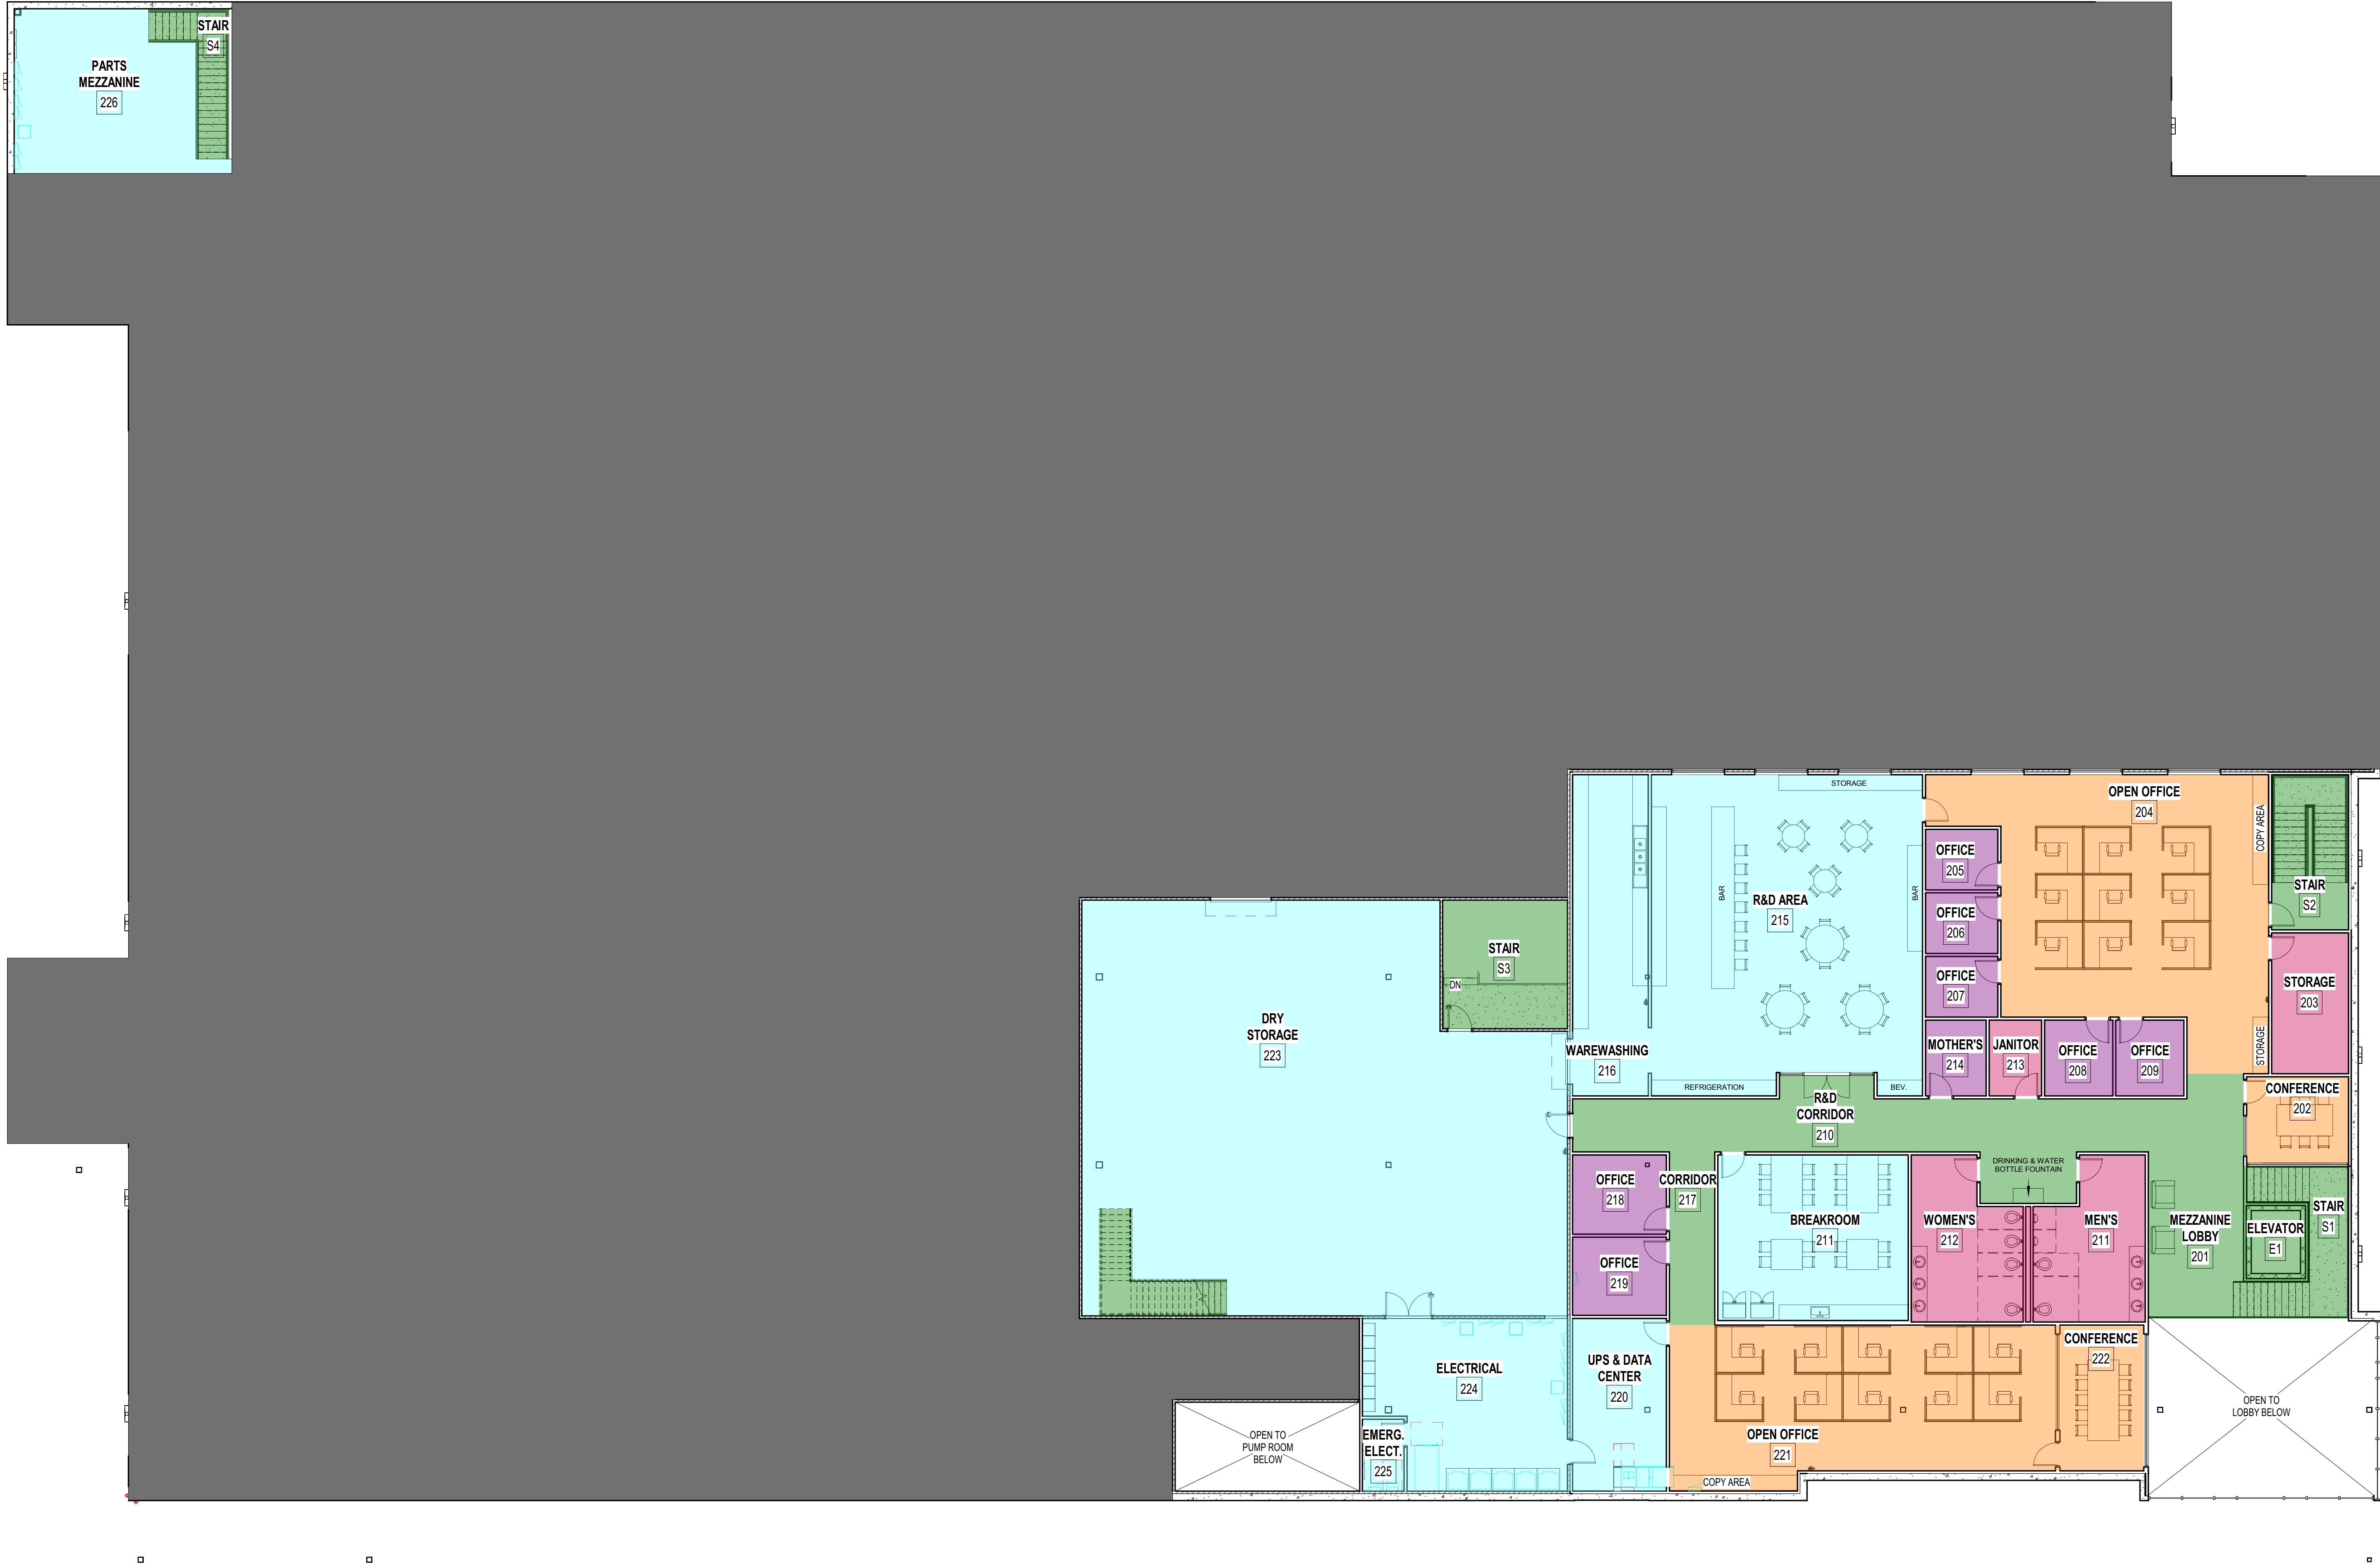 STAIR
S4
PARTS
MEZZANINE
226
STORAGE
OPEN OFFICE
204
COPY AREA
OFFICE
205
STAIR
S2
BAR
BAR
R&D AREA
215
OFFICE
206
STAIR
S3
DN
OFFICE
207
STORAGE
203
DRY
STORAGE
223
WAREWASHING
216
MOTHER'S
214
JANITOR
213
OFFICE
208
OFFICE
209
STORAGE
REFRIGERATION
BEV.
CONFERENCE
202
R&D
CORRIDOR
210
DRINKING & WATER
BOTTLE FOUNTAIN
OFFICE
218
CORRIDOR
217
BREAKROOM
211
WOMEN'S
212
MEN'S
211
MEZZANINE
LOBBY
201
ELEVATOR
E1
STAIR
S1
OFFICE
219
ELECTRICAL
224
UPS & DATA
CENTER
220
CONFERENCE
222
OPEN TO
LOBBY BELOW
OPEN TO
PUMP ROOM
BELOW
EMERG.
ELECT.
225
OPEN OFFICE
221
COPY AREA